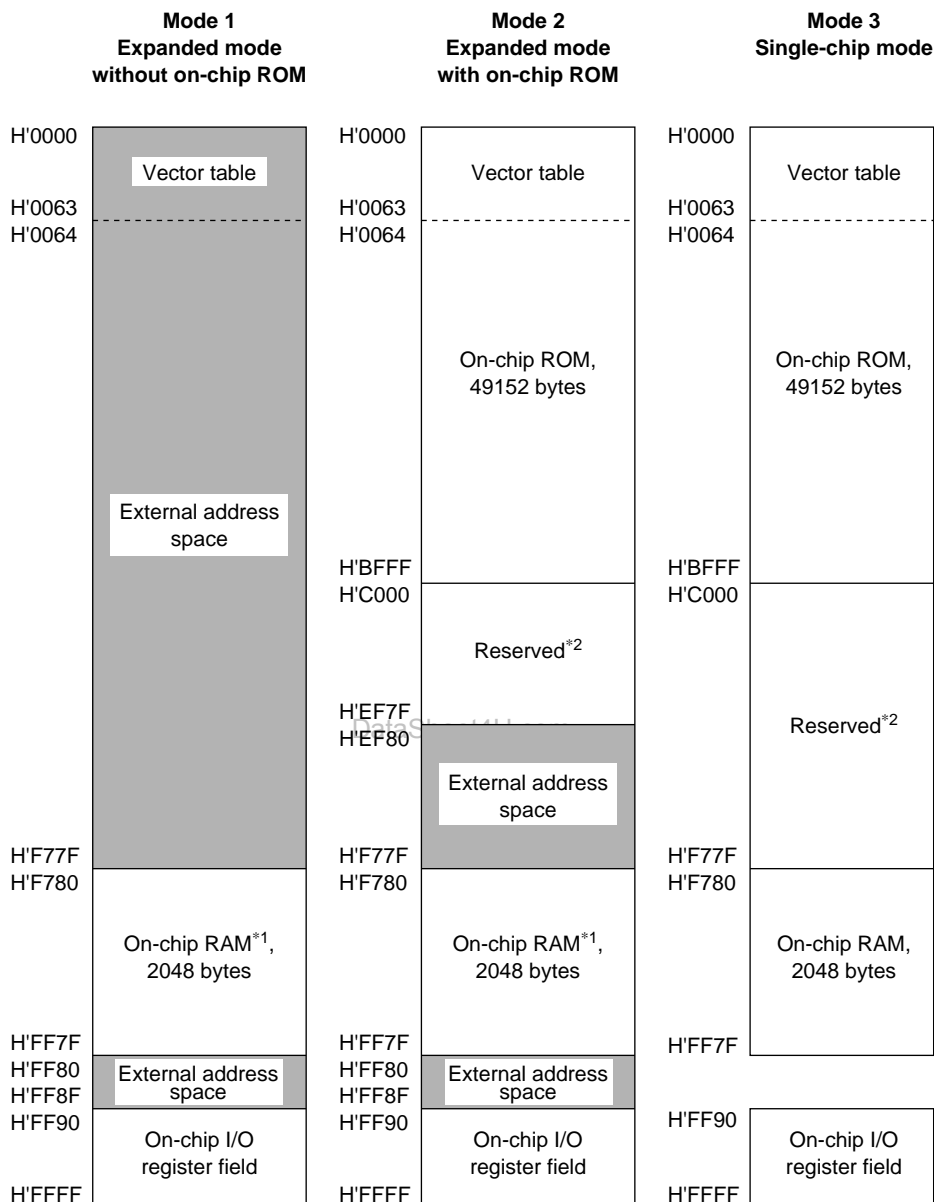 Mode 1
Expanded mode
without on-chip ROM
H'0000
Vector table
H'0063
H'0064
External address
space
H'F77F
H'F780
On-chip RAM*1,
2048 bytes
H'FF7F
H'FF80
External address
space
H'FF8F
H'FF90
On-chip I/O
register field
H'FFFF
Mode 2
Expanded mode
with on-chip ROM
H'0000
Vector table
H'0063
H'0064
On-chip ROM,
49152 bytes
H'BFFF
H'C000
Reserved*2
H'EF7F
H'EF80
External address
space
H'F77F
H'F780
On-chip RAM*1,
2048 bytes
H'FF7F
H'FF80
External address
space
H'FF8F
H'FF90
On-chip I/O
register field
H'FFFF
Mode 3
Single-chip mode
H'0000
Vector table
H'0063
H'0064
On-chip ROM,
49152 bytes
H'BFFF
H'C000
Reserved*2
H'F77F
H'F780
On-chip RAM,
2048 bytes
H'FF7F
H'FF90
On-chip I/O
register field
H'FFFF